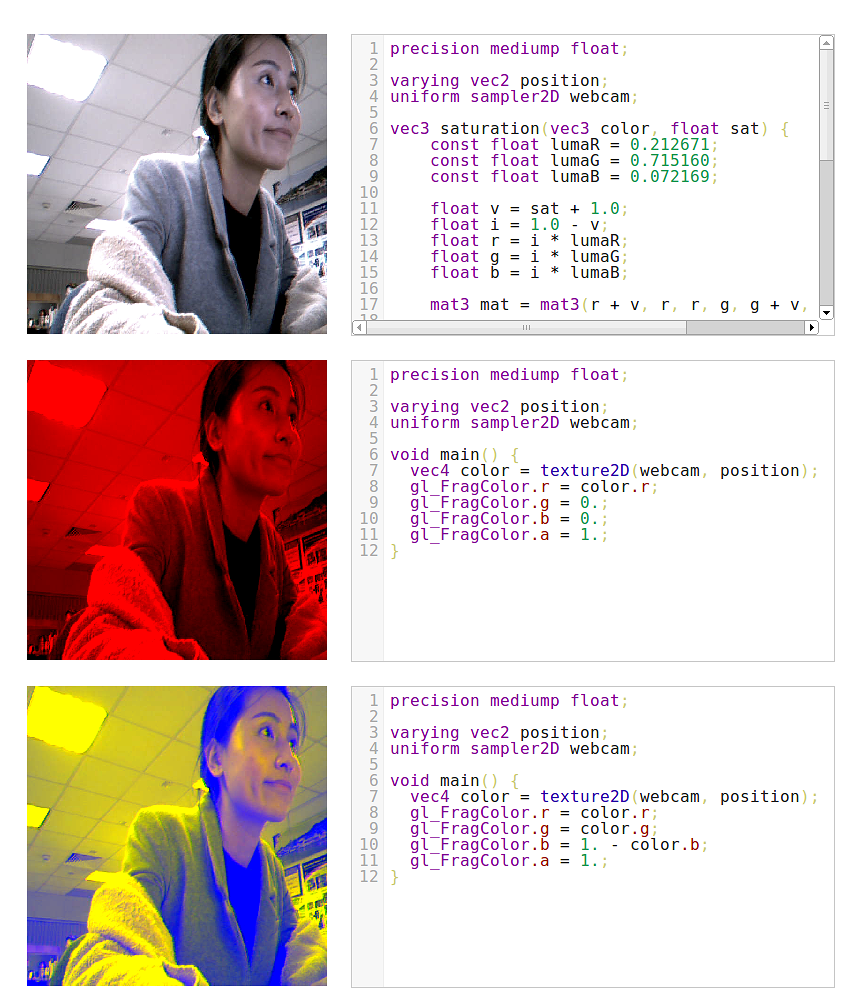 1 precision mediump float;
2
3 varying vec2 position;
4 uniform sampler2D webcam;
5
6 vec3 saturation(vec3 color, float sat) {
7     const float lumaR = 0.212671;
8     const float lumaG = 0.715160;
9     const float lumaB = 0.072169;
10
11     float v = sat + 1.0;
12     float i = 1.0 - v;
13     float r = i * lumaR;
14     float g = i * lumaG;
15     float b = i * lumaB;
16
17     mat3 mat = mat3(r + v, r, r, g, g + v,
18
1 precision mediump float;
2
3 varying vec2 position;
4 uniform sampler2D webcam;
5
6 void main() {
7   vec4 color = texture2D(webcam, position);
8   gl_FragColor.r = color.r;
9   gl_FragColor.g = 0.;
10   gl_FragColor.b = 0.;
11   gl_FragColor.a = 1.;
12 }
1 precision mediump float;
2
3 varying vec2 position;
4 uniform sampler2D webcam;
5
6 void main() {
7   vec4 color = texture2D(webcam, position);
8   gl_FragColor.r = color.r;
9   gl_FragColor.g = color.g;
10   gl_FragColor.b = 1. - color.b;
11   gl_FragColor.a = 1.;
12 }